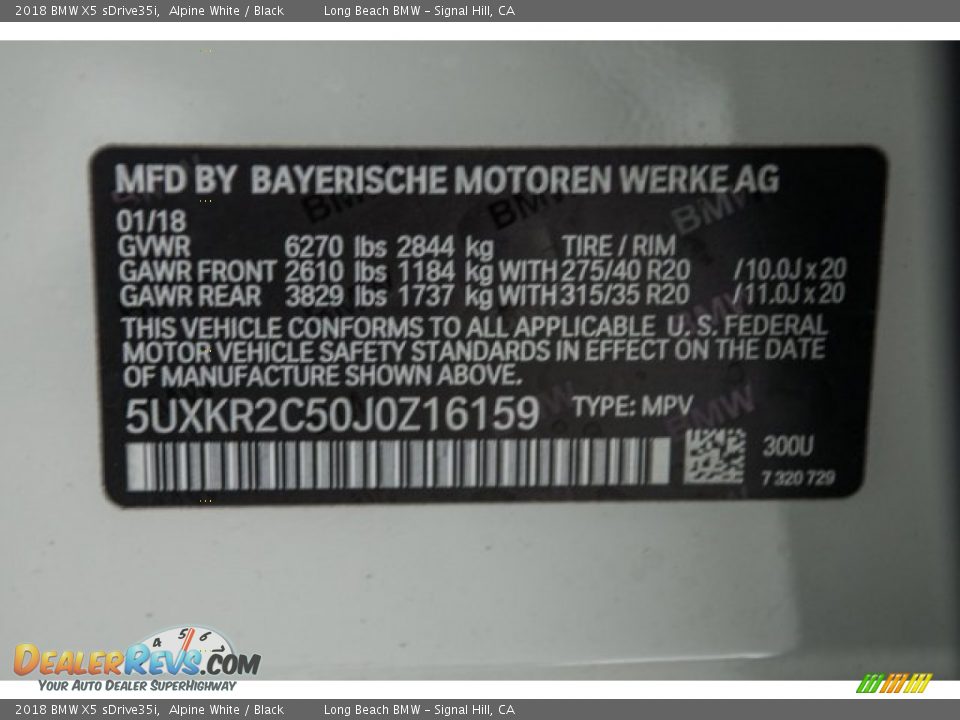 2018 BMW X5 sDrive35i, Alpine White / Black Long Beach BMW - Signal Hill, CA
MFD BY BAYERISCHE MOTOREN WERKE AG
01/18
GVWR 6270 lbs 2844 kg TIRE / RIM
GAWR FRONT 2610 lbs 1184 kg WITH 275/40 R20 /10.0J x 20
GAWR REAR 3829 lbs 1737 kg WITH 315/35 R20 /11.0J x 20
THIS VEHICLE CONFORMS TO ALL APPLICABLE U. S. FEDERAL
MOTOR VEHICLE SAFETY STANDARDS IN EFFECT ON THE DATE
OF MANUFACTURE SHOWN ABOVE.
5UXKR2C50J0Z16159 TYPE: MPV
300U
7 320 729
4 5 6 7
DEALERREVS.COM
YOUR AUTO DEALER SUPERHIGHWAY
2018 BMW X5 sDrive35i, Alpine White / Black Long Beach BMW - Signal Hill, CA